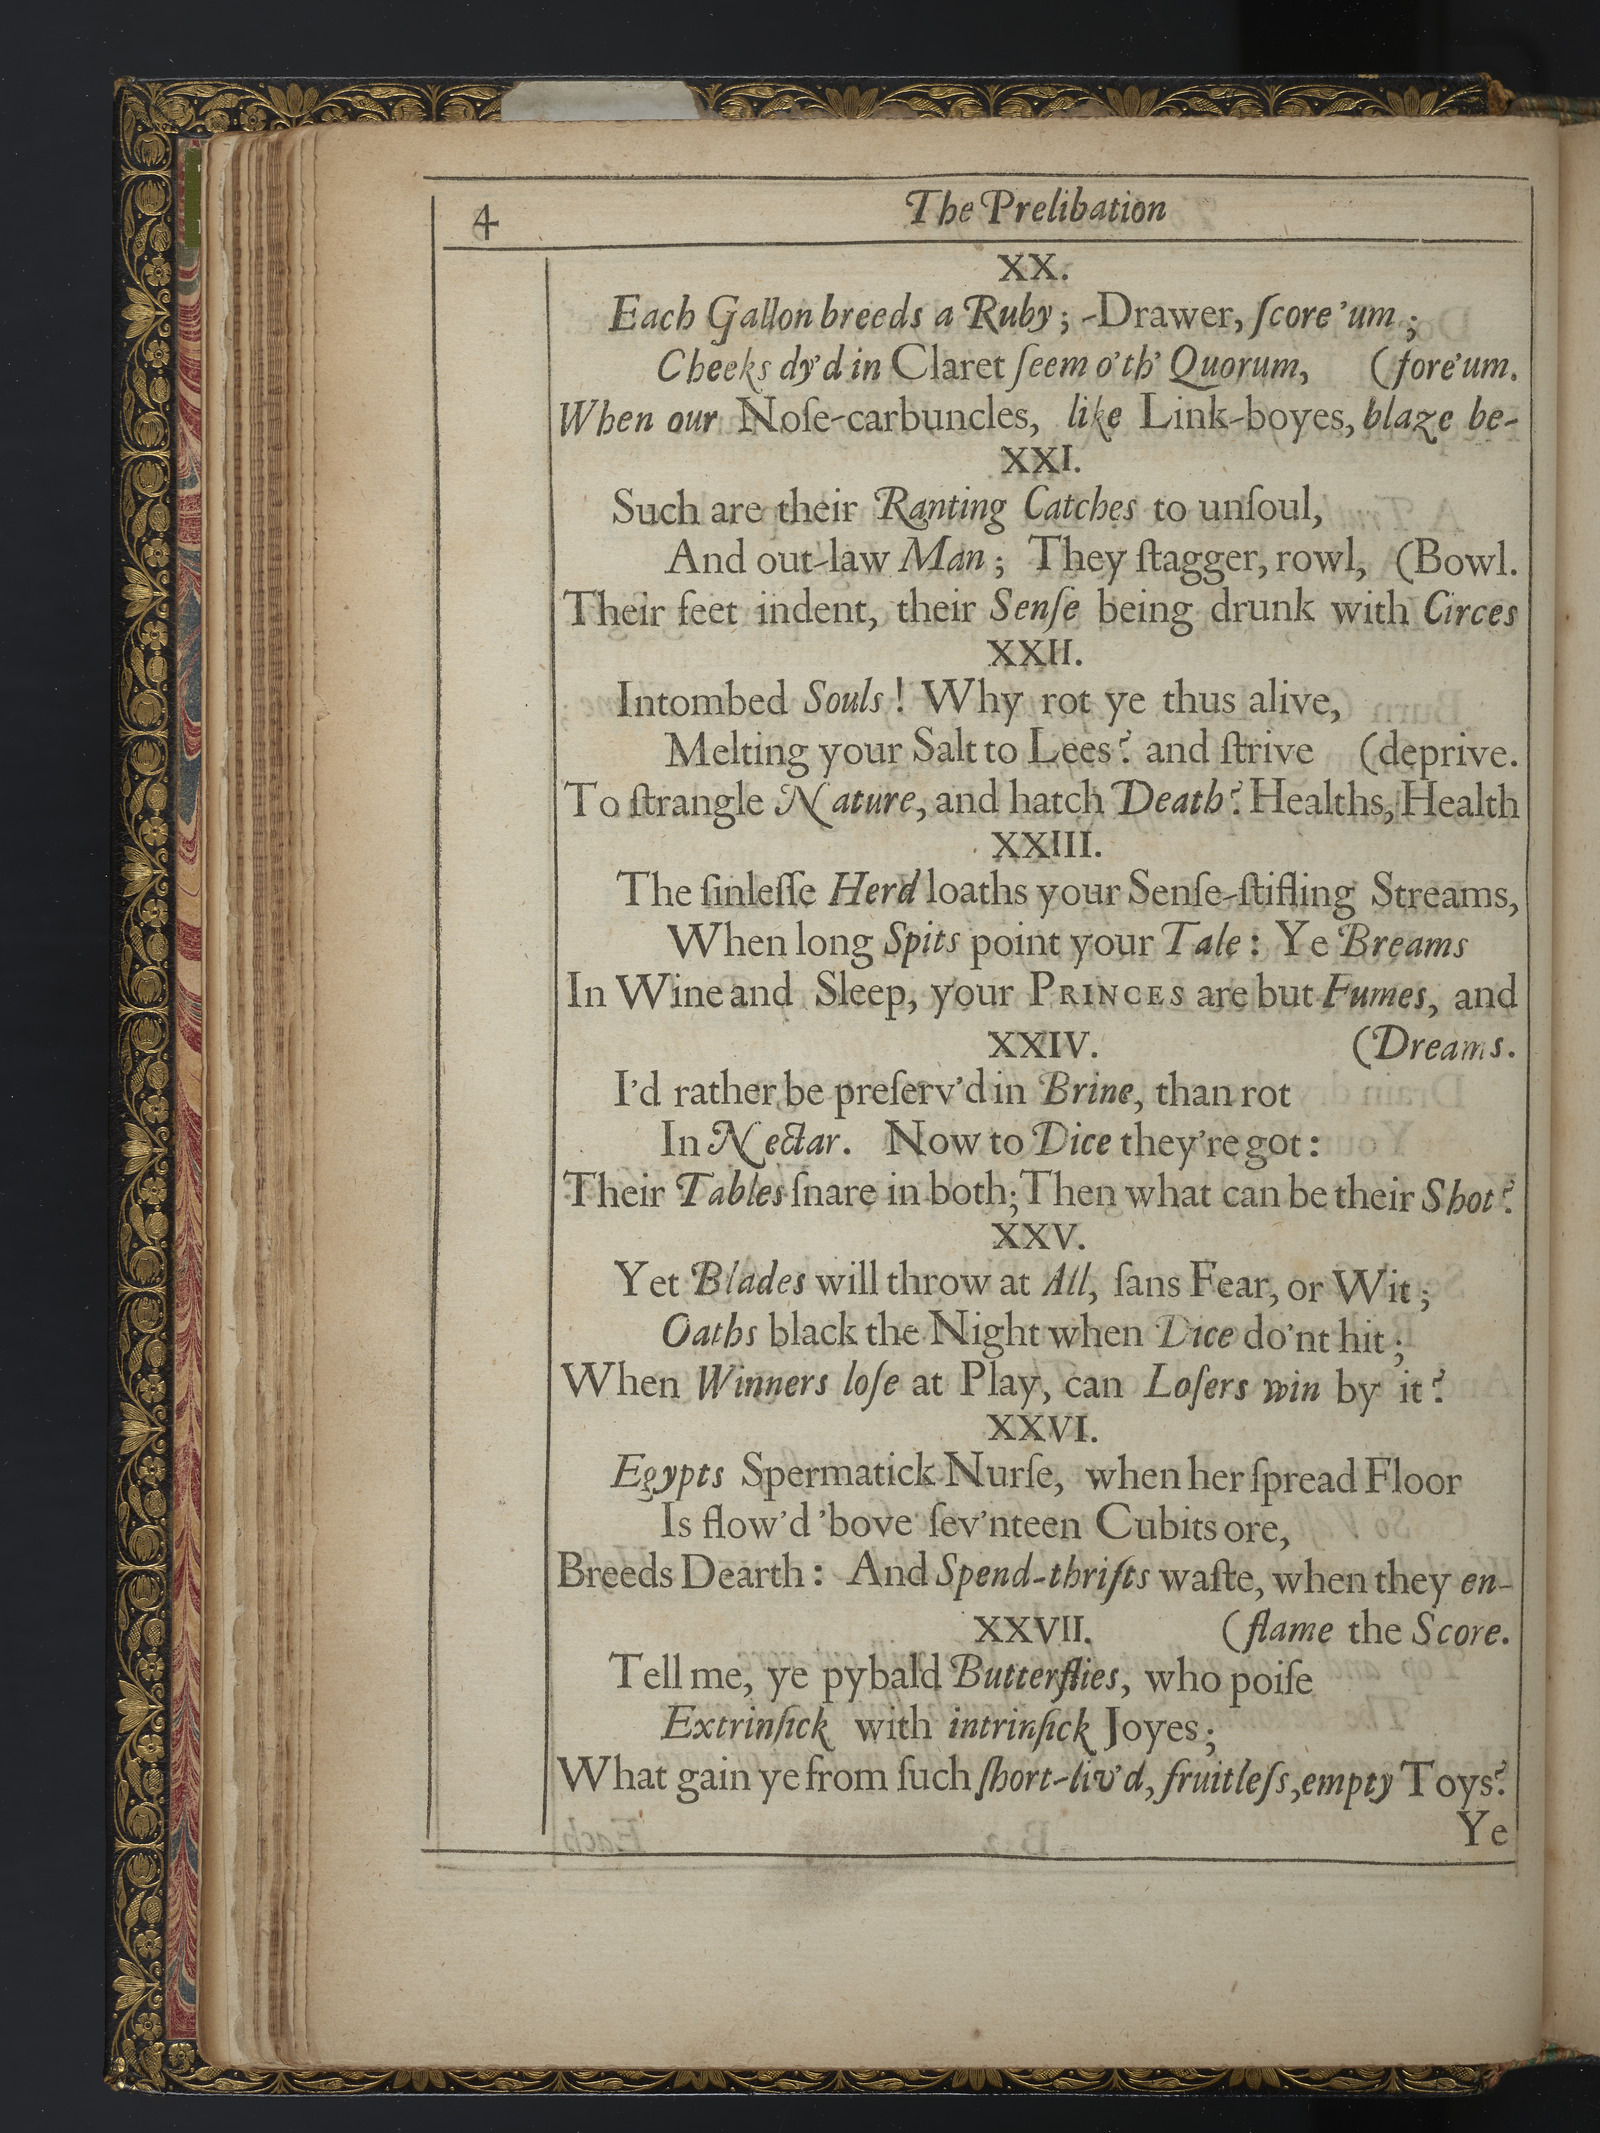 4
The Prelibation
XX.
Each Gallon breeds a Ruby; -Drawer, ſcore'um;
Cheeks dy'd in Claret ſeem o'th' Quorum, (fore'um.
When our Noſe-carbuncles, like Link-boyes, blaze be-
XXI.
Such are their Ranting Catches to unſoul,
And out-law Man; They ſtagger, rowl, (Bowl.
Their feet indent, their Senſe being drunk with Circes
XXII.
Intombed Souls! Why rot ye thus alive,
Melting your Salt to Lees? and ſtrive (deprive.
To ſtrangle Nature, and hatch Death? Healths, Health
XXIII.
The ſinleſſe Herd loaths your Senſe-ſtifling Streams,
When long Spits point your Tale: Ye Breams
In Wine and Sleep, your PRINCES are but Fumes, and
XXIV. (Dreams.
I'd rather be preſerv'd in Brine, than rot
In Nectar. Now to Dice they're got:
Their Tables ſnare in both; Then what can be their Shot?
XXV.
Yet Blades will throw at All, ſans Fear, or Wit;
Oaths black the Night when Dice do'nt hit;
When Winners loſe at Play, can Loſers win by it?
XXVI.
Egypts Spermatick Nurſe, when her ſpread Floor
Is flow'd 'bove ſev'nteen Cubits ore,
Breeds Dearth: And Spend-thrifts waſte, when they en-
XXVII. (flame the Score.
Tell me, ye pybald Butterflies, who poiſe
Extrinſick with intrinſick Joyes;
What gain ye from ſuch ſhort-liv'd, fruitleſs, empty Toys?
Ye